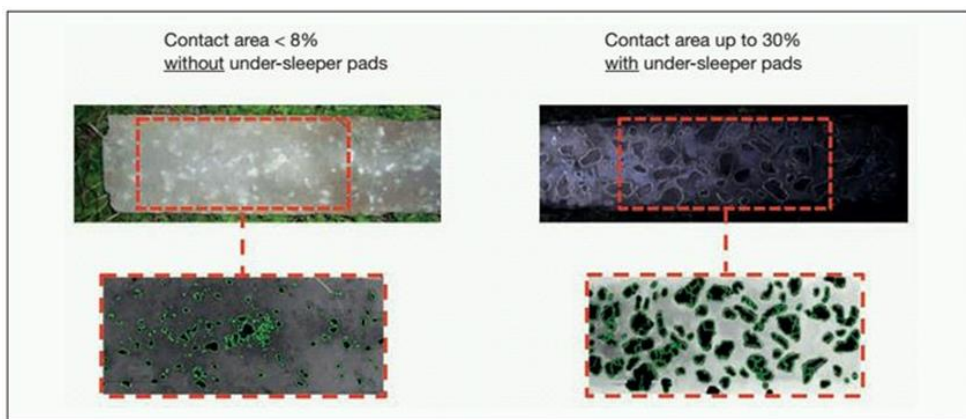 Contact area < 8%
without under-sleeper pads
Contact area up to 30%
with under-sleeper pads